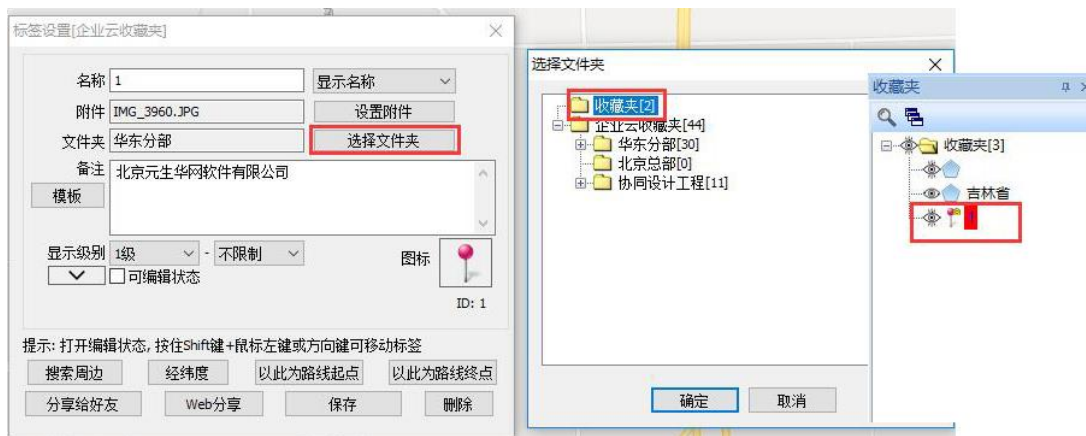 标签设置[企业云收藏夹]
名称 1 显示名称
附件 IMG_3960.JPG 设置附件
文件夹 华东分部 选择文件夹
备注 北京元生华网软件有限公司
模板
显示级别 1级 - 不限制 图标
可编辑状态
ID: 1
提示: 打开编辑状态, 按住Shift键+鼠标左键或方向键可移动标签
搜索周边 经纬度 以此为路线起点 以此为路线终点
分享给好友 Web分享 保存 删除
选择文件夹
收藏夹[2]
企业云收藏夹[44]
华东分部[30]
北京总部[0]
协同设计工程[11]
确定 取消
收藏夹
收藏夹[3]
吉林省
1